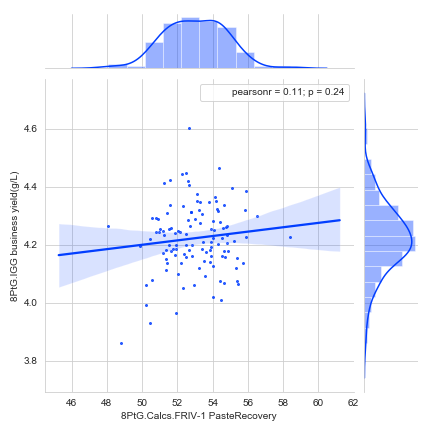 pearsonr = 0.11; p = 0.24
8PtG.IGG business yield(g/L)
4.6
4.4
4.2
4.0
3.8
46 48 50 52 54 56 58 60 62
8PtG.Calcs.FRIV-1 PasteRecovery